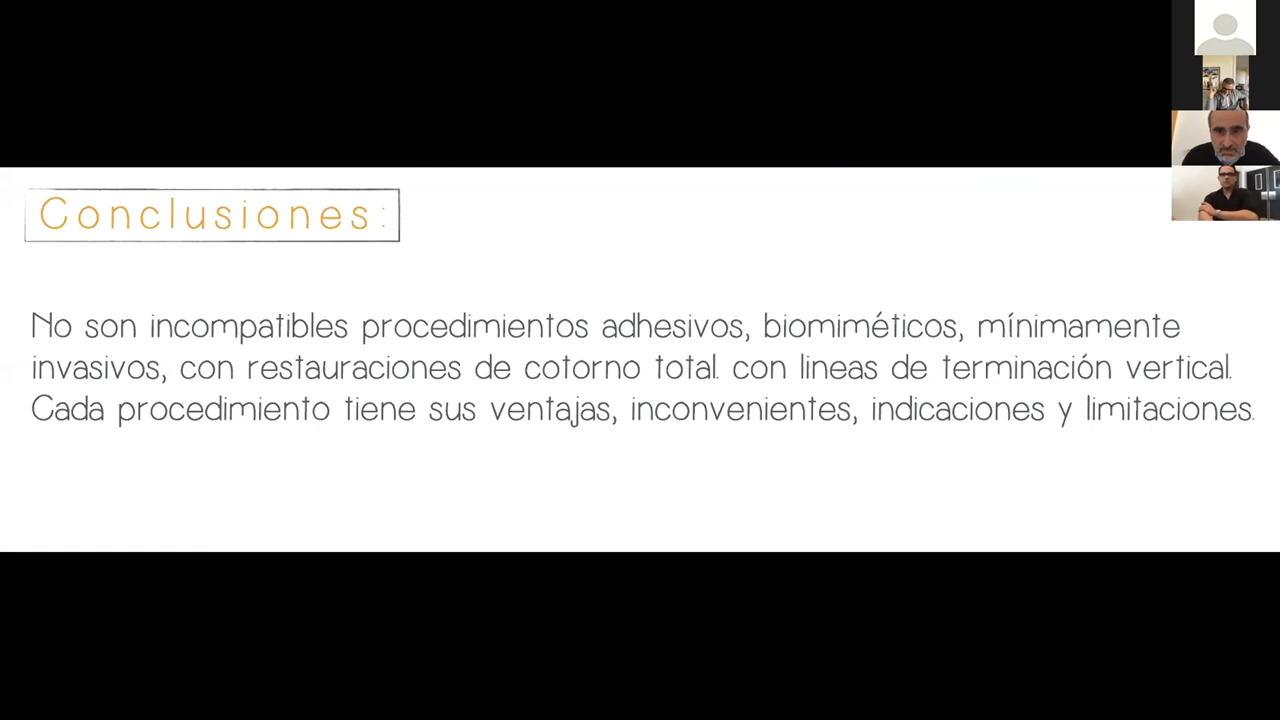 Conclusiones:
No son incompatibles procedimientos adhesivos, biomiméticos, mínimamente
invasivos, con restauraciones de cotorno total. con lineas de terminación vertical.
Cada procedimiento tiene sus ventajas, inconvenientes, indicaciones y limitaciones.